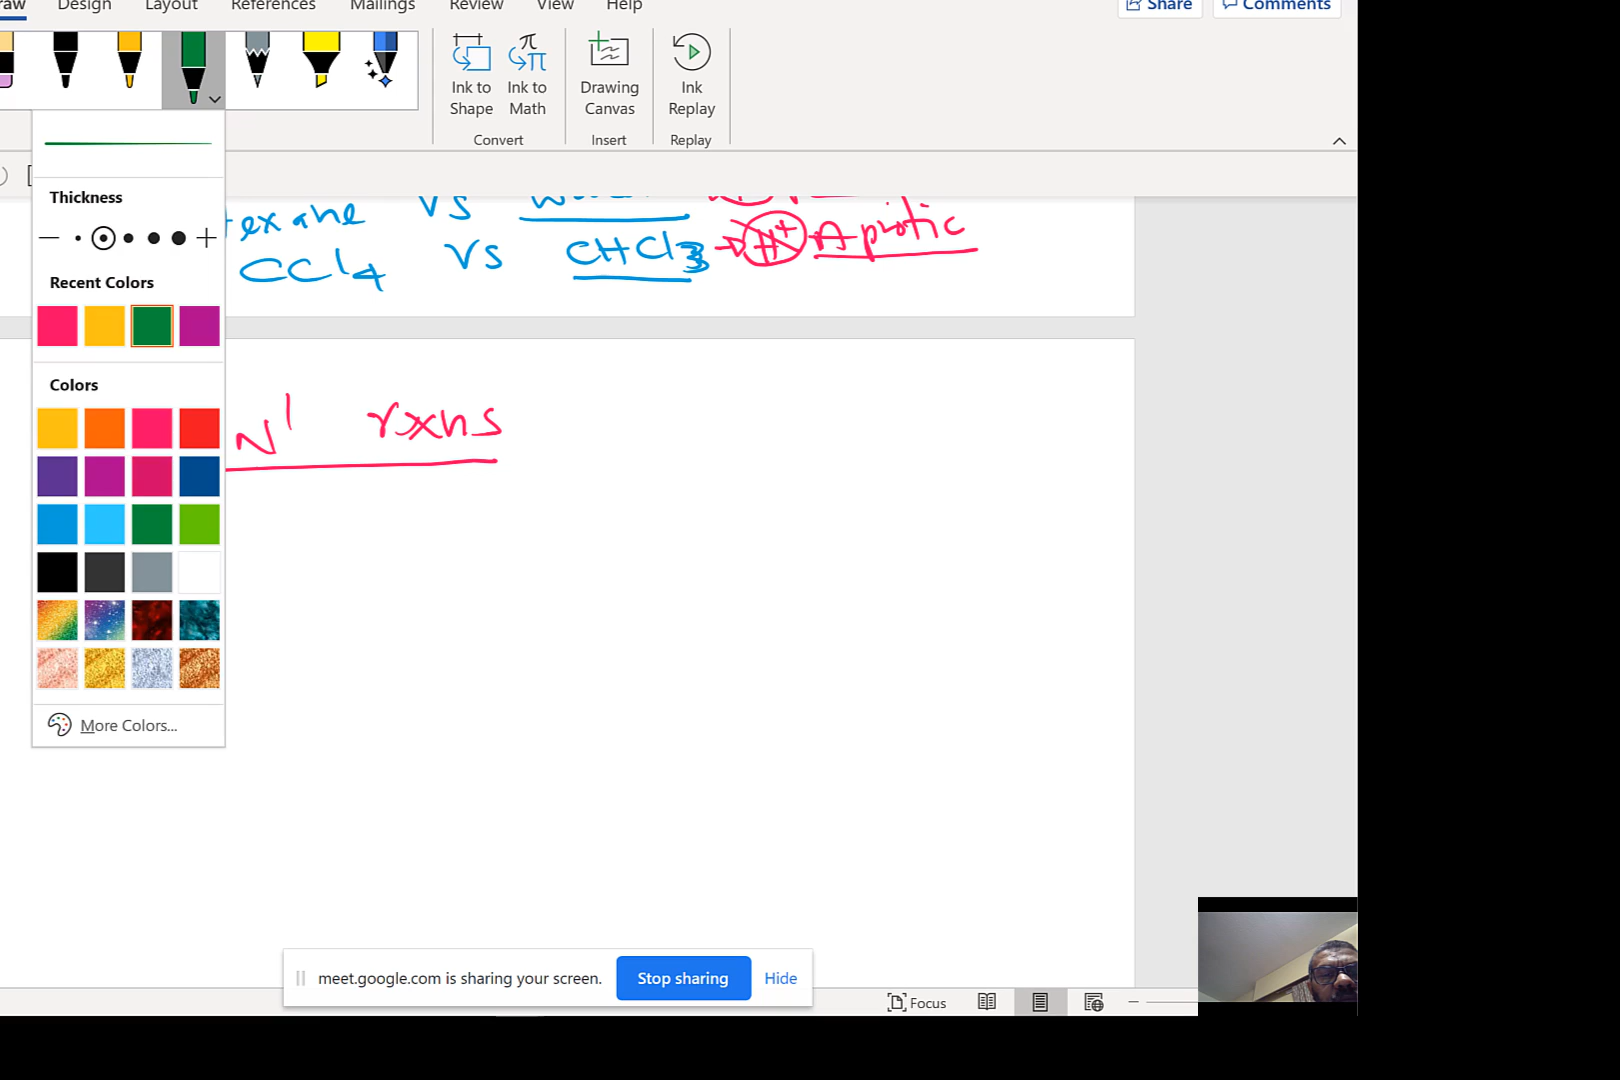 Design Layout References Mailings Review View Help Share Comments
Ink to Shape
Ink to Math
Drawing Canvas
Ink Replay
Convert Insert Replay
Thickness
Recent Colors
Colors
More Colors...
vs
exane
CCl4 vs CHCl3 → H+ Aprotic
N1 rxns
meet.google.com is sharing your screen. Stop sharing Hide
Focus